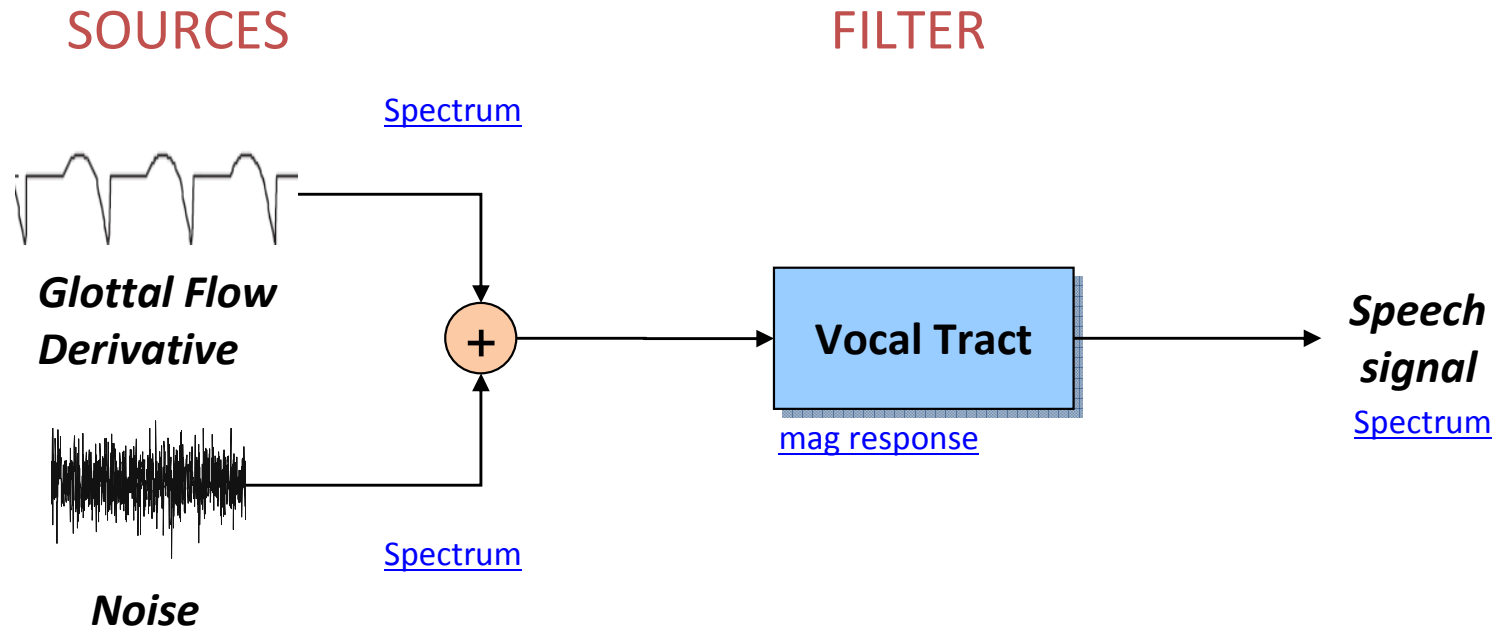 SOURCES
FILTER
Spectrum
Glottal Flow
Derivative
+
Vocal Tract
mag response
Speech
signal
Spectrum
Spectrum
Noise